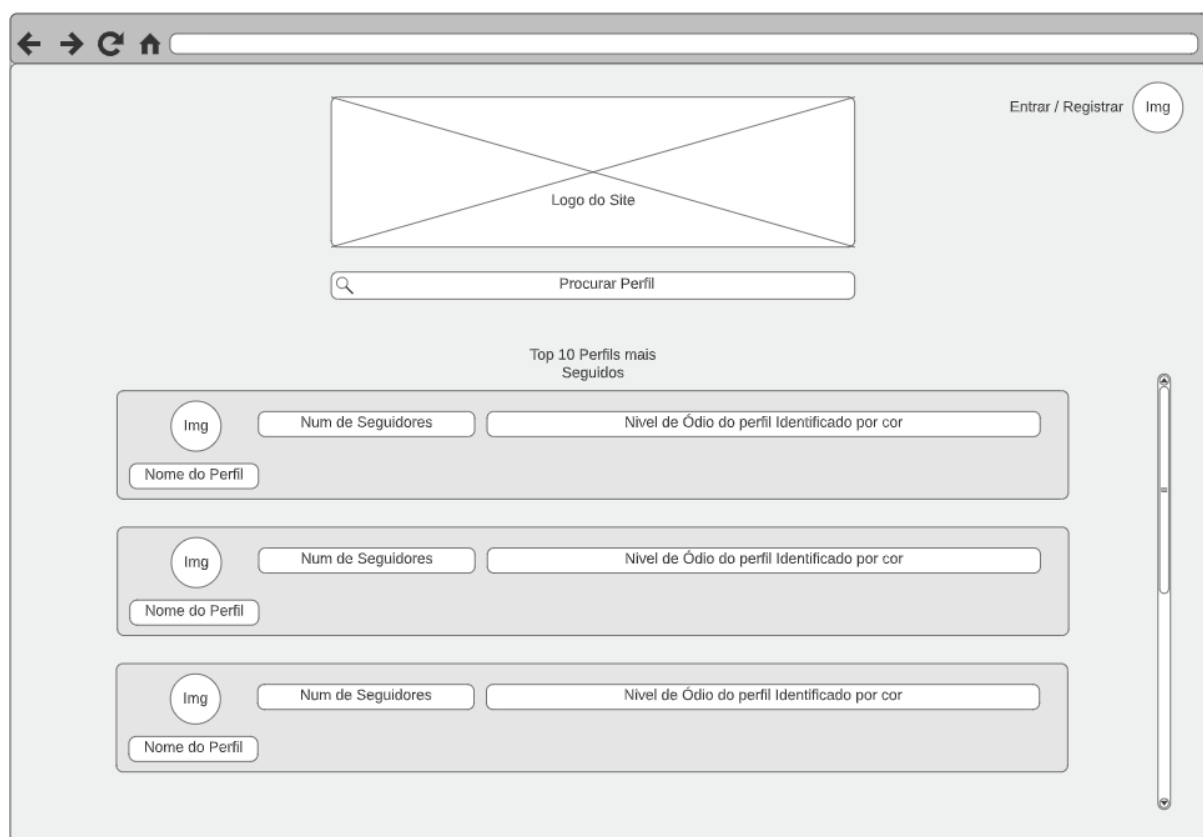 Entrar / Registrar
Img
Logo do Site
Procurar Perfil
Top 10 Perfils mais
Seguidos
Img
Num de Seguidores
Nivel de Ódio do perfil Identificado por cor
Nome do Perfil
Img
Num de Seguidores
Nivel de Ódio do perfil Identificado por cor
Nome do Perfil
Img
Num de Seguidores
Nivel de Ódio do perfil Identificado por cor
Nome do Perfil